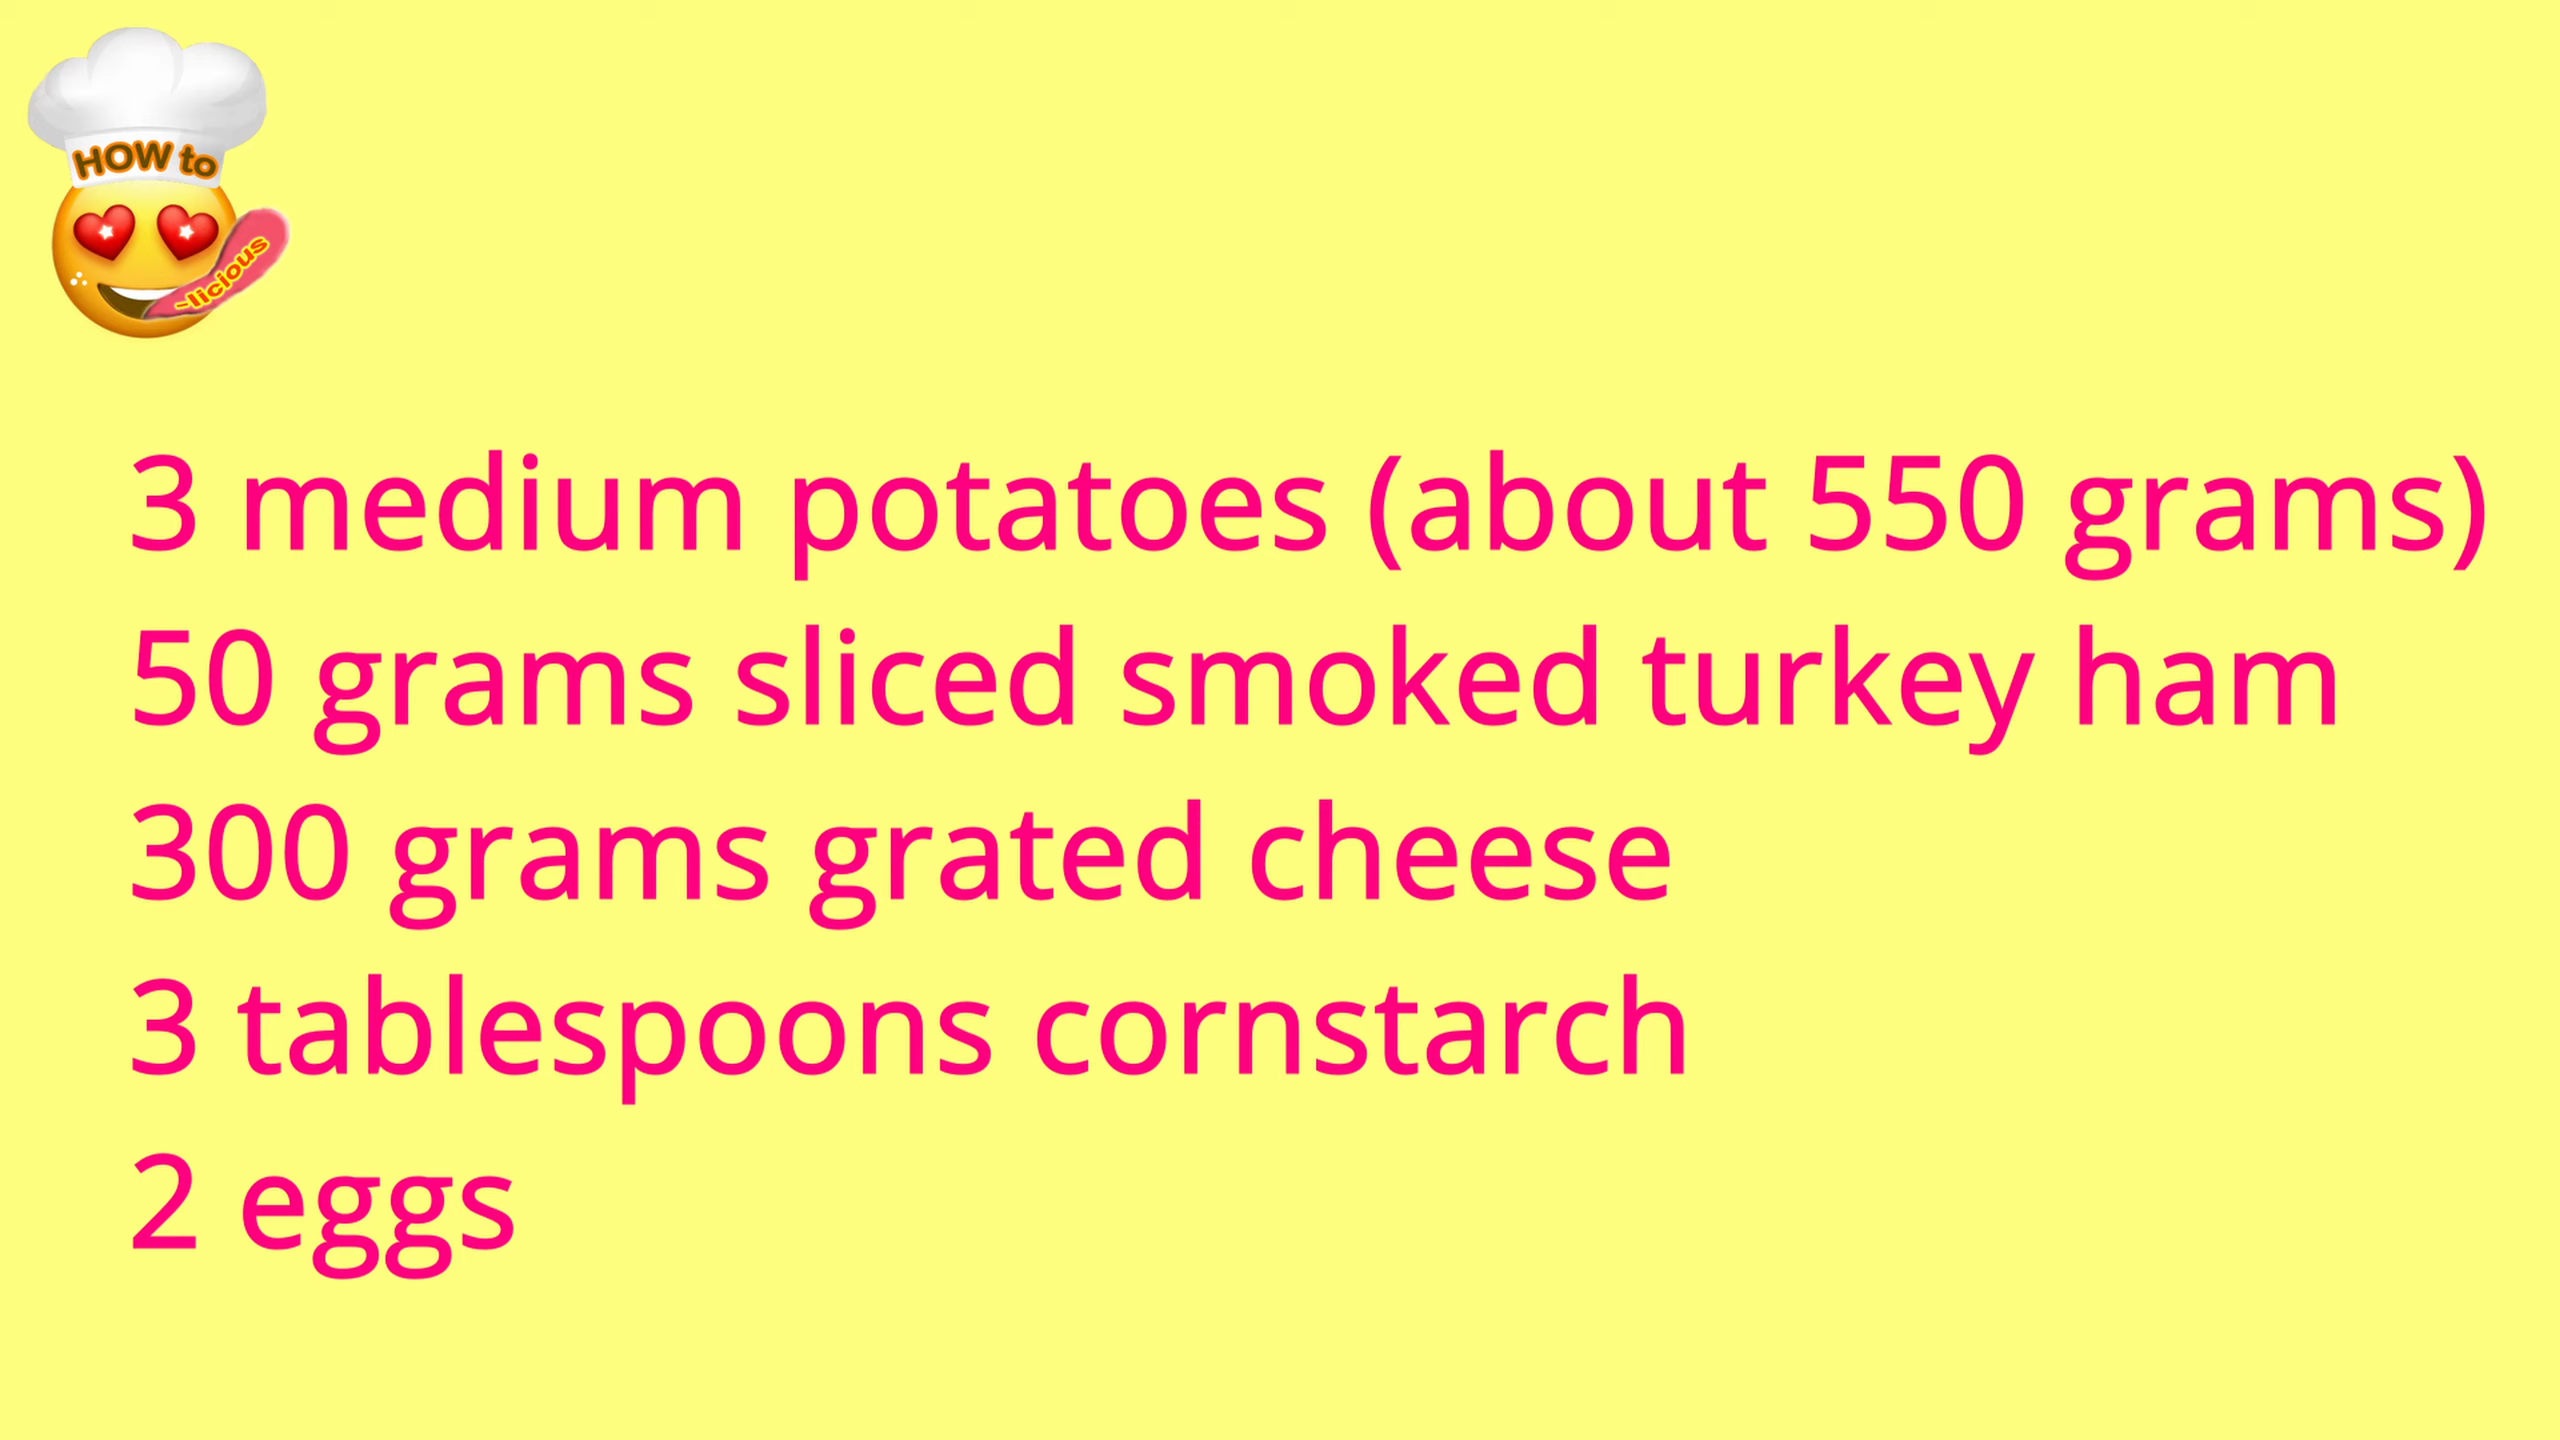 HOW to
~licious
3 medium potatoes (about 550 grams)
50 grams sliced smoked turkey ham
300 grams grated cheese
3 tablespoons cornstarch
2 eggs